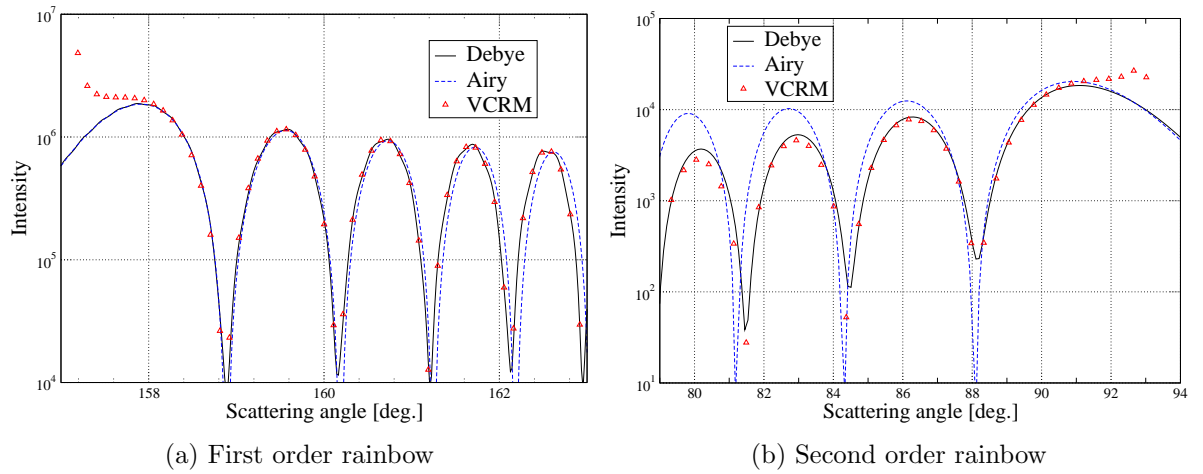 10^7
10^6
10^5
10^4
Intensity
Debye
Airy
VCRM
158
160
162
Scattering angle [deg.]
(a) First order rainbow
10^5
10^4
10^3
10^2
10^1
Intensity
Debye
Airy
VCRM
80
82
84
86
88
90
92
94
Scattering angle [deg.]
(b) Second order rainbow